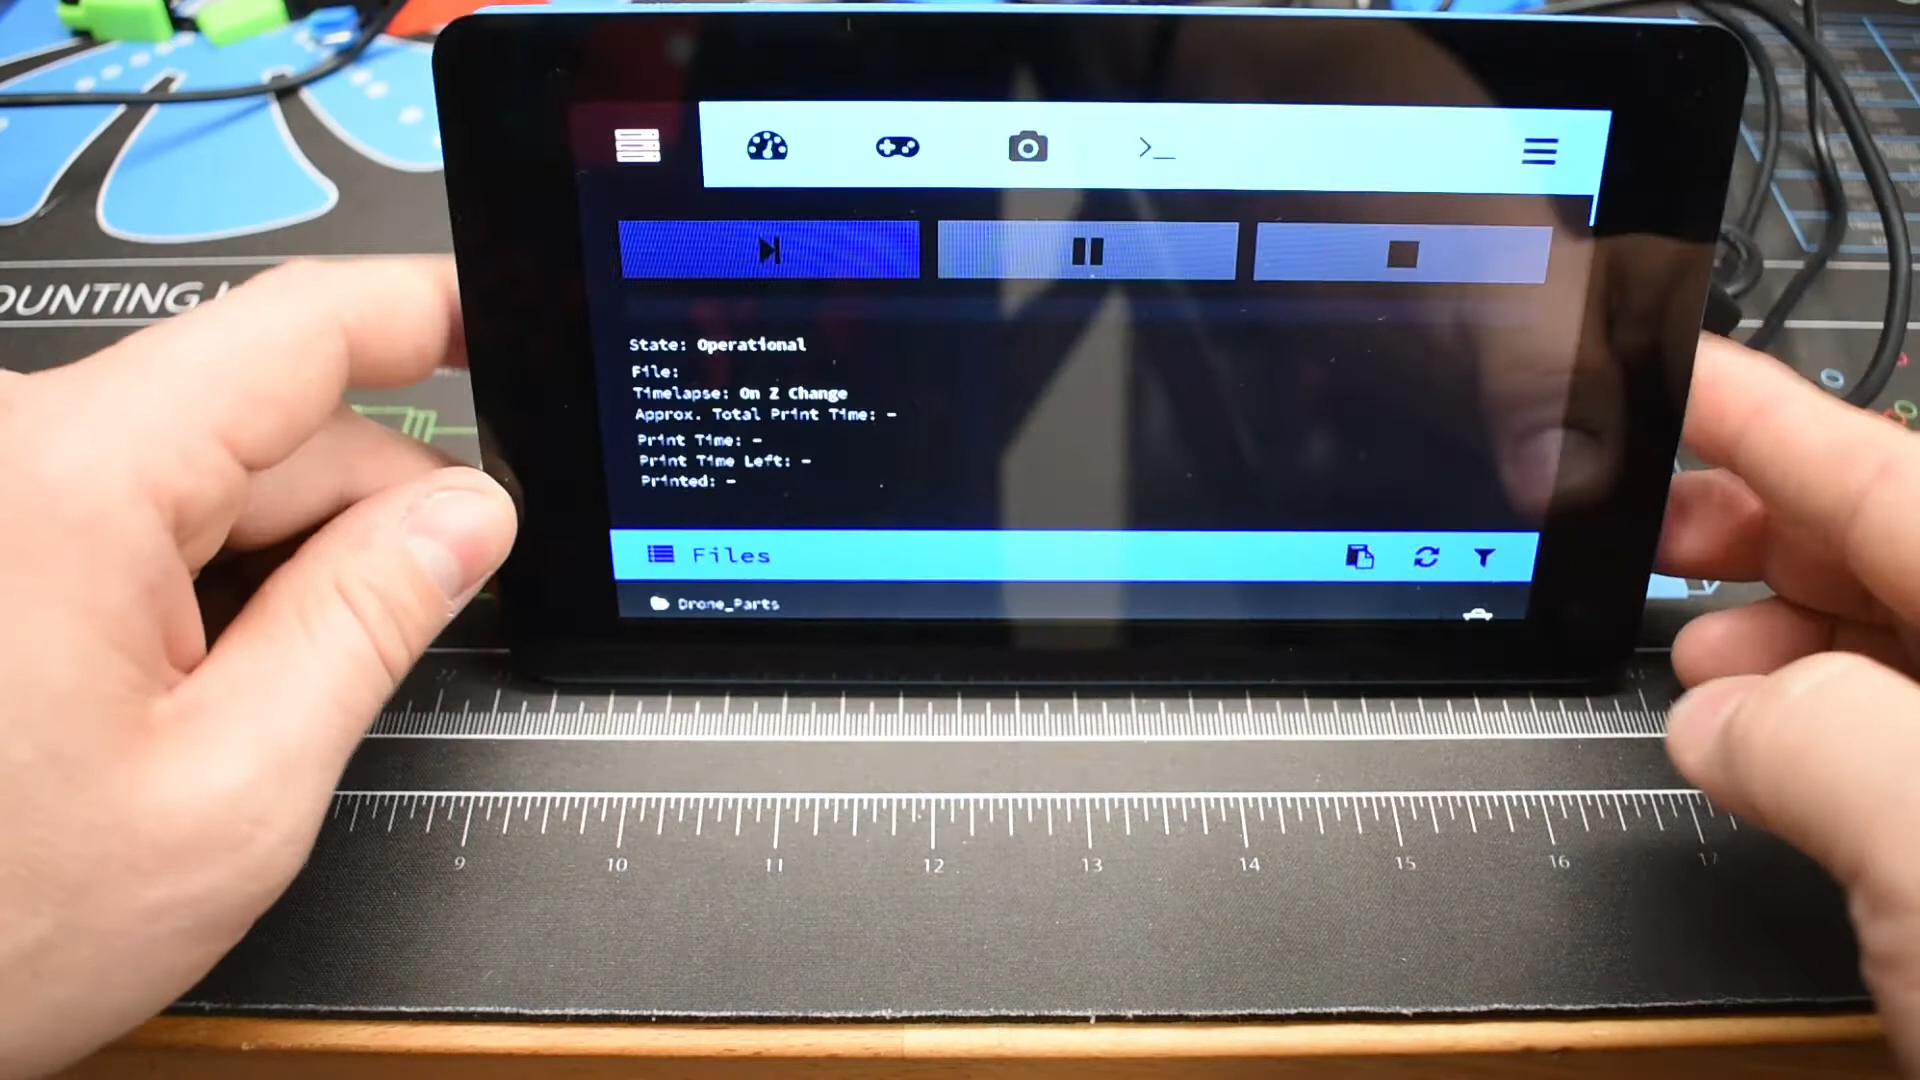 OUNTING
>_
State: Operational
File:
Timelapse: On Z Change
Approx. Total Print Time: -
Print Time: -
Print Time Left: -
Printed: -
Files
Drone_Parts
9 10 11 12 13 14 15 16 17